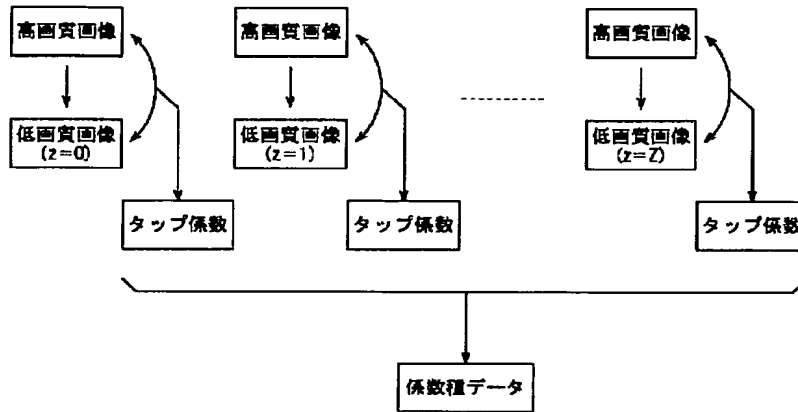 高画質画像
高画質画像
高画質画像
低画質画像
(z=0)
低画質画像
(z=1)
低画質画像
(z=Z)
タップ係数
タップ係数
タップ係数
係数種データ